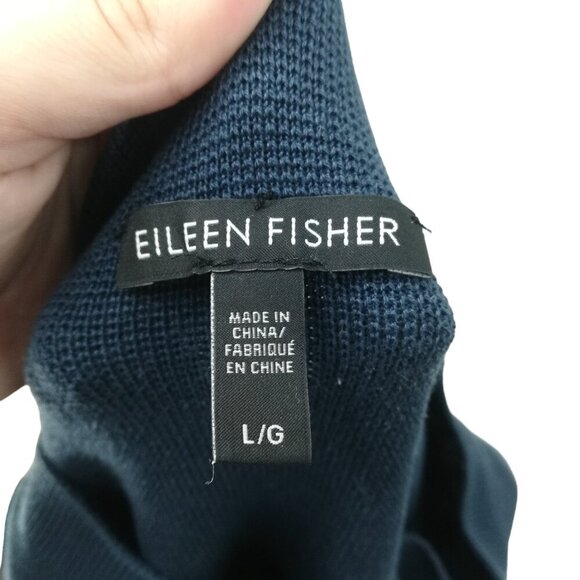 EILEEN FISHER
MADE IN
CHINA/
FABRIQUÉ
EN CHINE
L/G